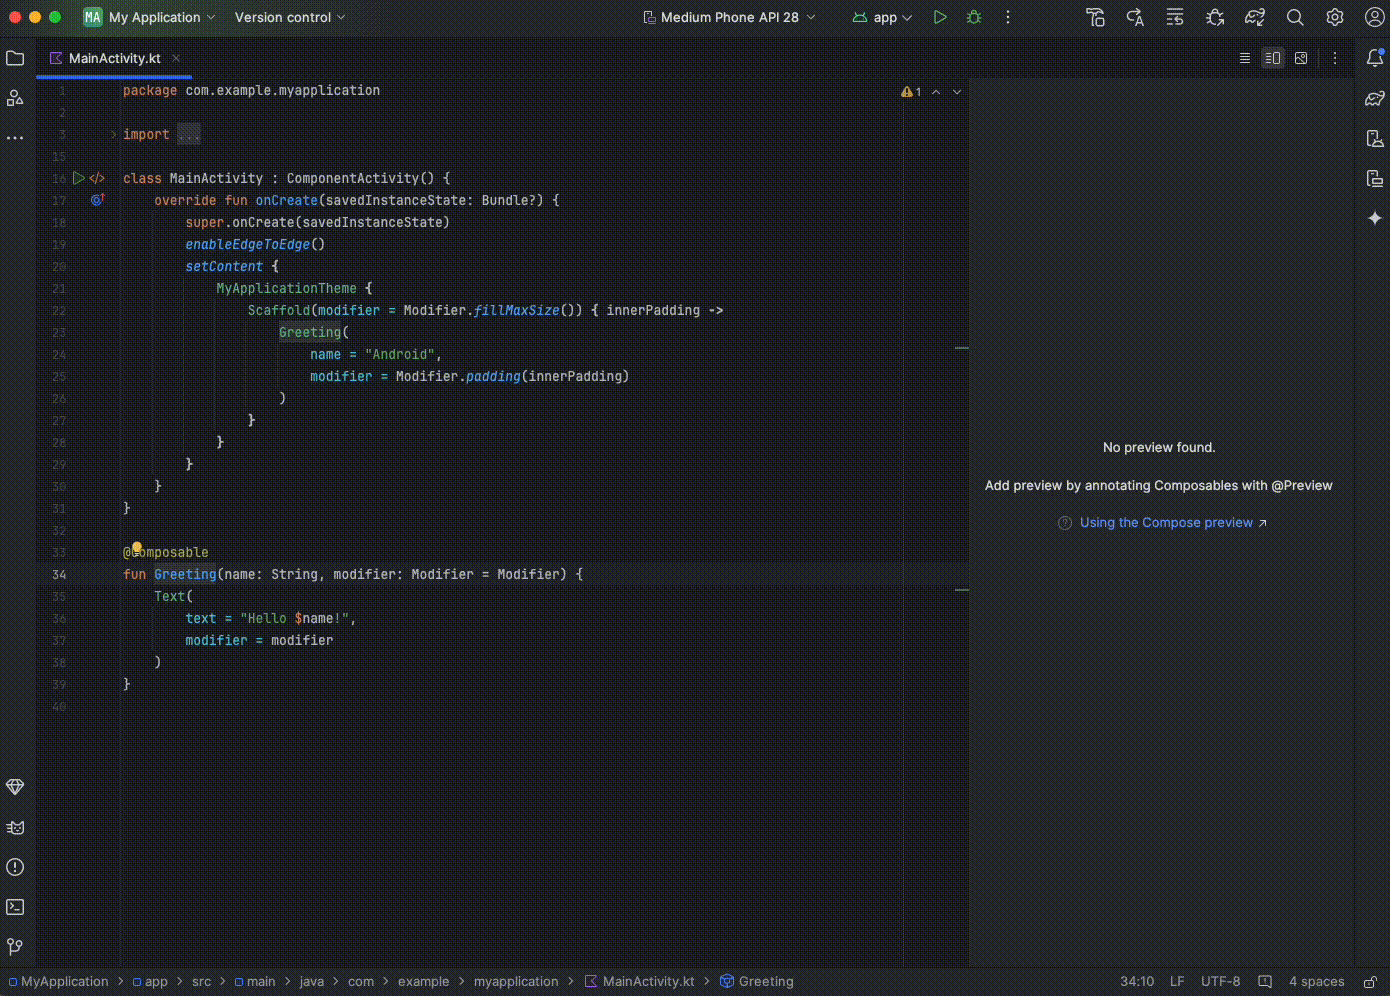 MA My Application Version control Medium Phone API 28 app
MainActivity.kt
1 package com.example.myapplication 1
2
3 import ...
15
16 </> class MainActivity : ComponentActivity() {
17 override fun onCreate(savedInstanceState: Bundle?) {
18 super.onCreate(savedInstanceState)
19 enableEdgeToEdge()
20 setContent {
21 MyApplicationTheme {
22 Scaffold(modifier = Modifier.fillMaxSize()) { innerPadding ->
23 Greeting(
24 name = "Android",
25 modifier = Modifier.padding(innerPadding)
26 )
27 }
28 }
29 }
30 }
31 }
32
33 @Composable
34 fun Greeting(name: String, modifier: Modifier = Modifier) {
35 Text(
36 text = "Hello $name!",
37 modifier = modifier
38 )
39 }
40
No preview found.
Add preview by annotating Composables with @Preview
? Using the Compose preview ↗
MyApplication > app > src > main > java > com > example > myapplication > MainActivity.kt > Greeting 34:10 LF UTF-8 4 spaces